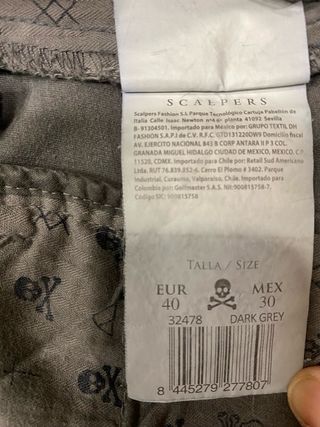 SCALPERS
Scalpers Fashion S.L Parque Tecnológico Cartuja Pabellón de
Italia Calle Isaac Newton nº4 6ª planta 41092 Sevilla
B-91304501. Importado para Mexico por: GRUPO TEXTIL DH
FASHION S.A.P.I de C.V. R.F.C. GTD131220DW9 Domicilio fiscal
AV. EJERCITO NACIONAL 843 B CORP ANTARA II P 3 COL.
GRANADA MIGUEL HIDALGO CIUDAD DE MEXICO, MEXICO, C.P.
11520, CDMX. Importado para Chile por: Retail Sud Americano
Ltda. RUT 76.839.352-6. Cerro El Plomo # 3402, Parque
Industrial, Curaumo, Valparaíso, Chile. Importado para
Colombia por: Golfmaster S.A.S. Nit:900815758-7.
Código SIC: 900815758
TALLA / SIZE
EUR MEX
40 30
32478 DARK GREY
8 445279 277807